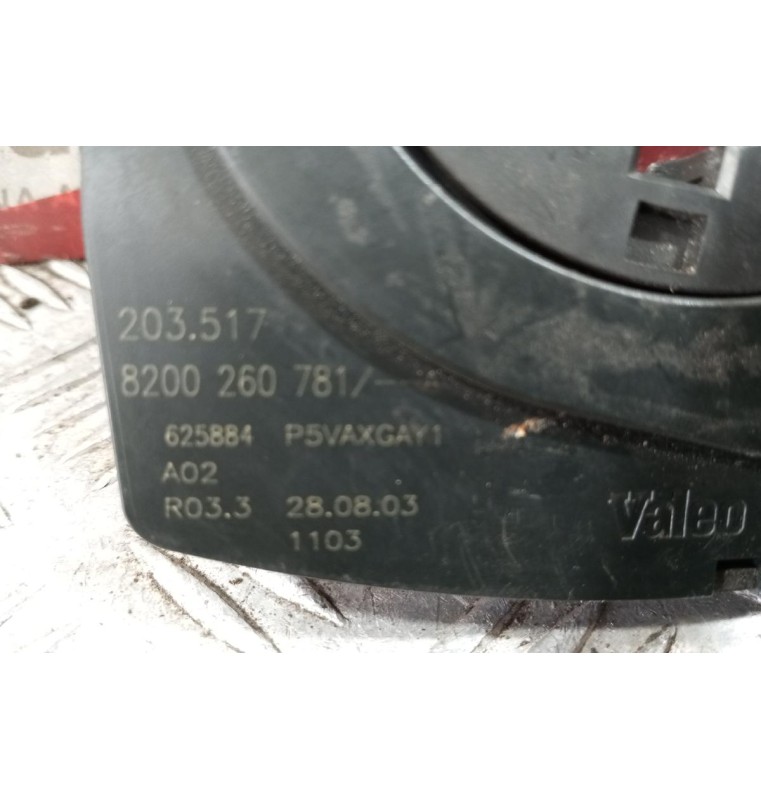 203.517
8200 260 781/--A
625884 P5VAXGAY1
A02
R03.3 28.08.03
1103
Valeo